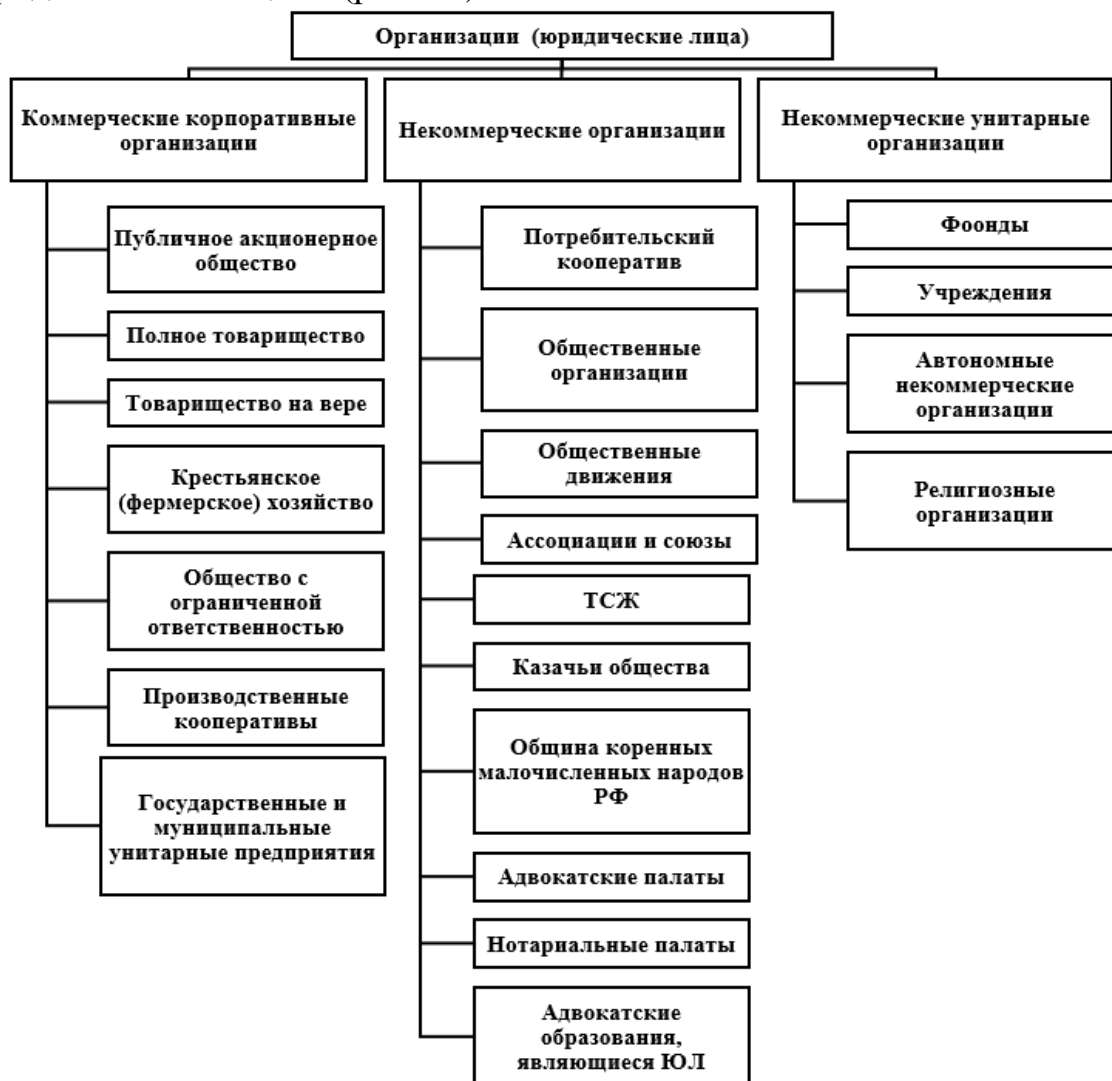 Организации (юридические лица)
Коммерческие корпоративные
организации
Некоммерческие организации
Некоммерческие унитарные
организации
Публичное акционерное
общество
Полное товарищество
Товарищество на вере
Крестьянское
(фермерское) хозяйство
Общество с
ограниченной
ответственностью
Производственные
кооперативы
Государственные и
муниципальные
унитарные предприятия
Потребительский
кооператив
Общественные
организации
Общественные
движения
Ассоциации и союзы
ТСЖ
Казачьи общества
Община коренных
малочисленных народов
РФ
Адвокатские палаты
Нотариальные палаты
Адвокатские
образования,
являющиеся ЮЛ
Фоонды
Учреждения
Автономные
некоммерческие
организации
Религиозные
организации